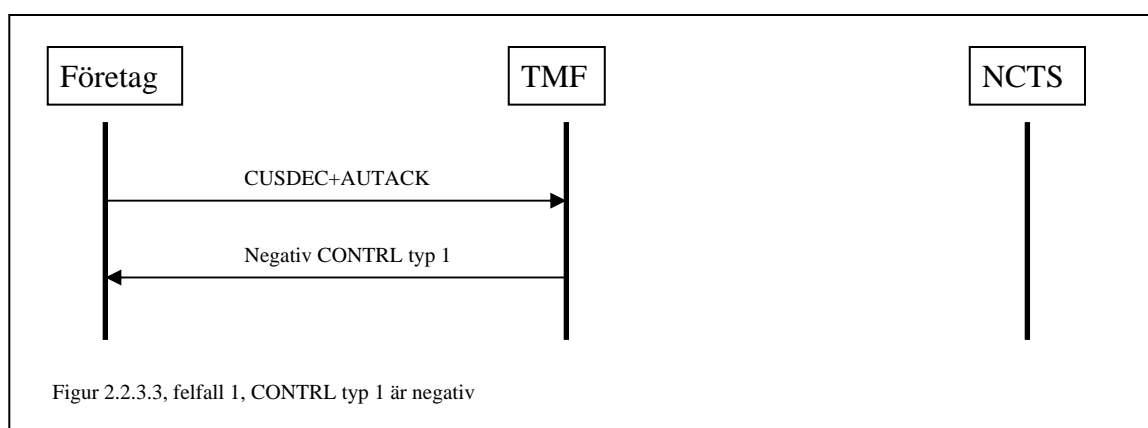 Företag
TMF
NCTS
CUSDEC+AUTACK
Negativ CONTRL typ 1
Figur 2.2.3.3, felfall 1, CONTRL typ 1 är negativ